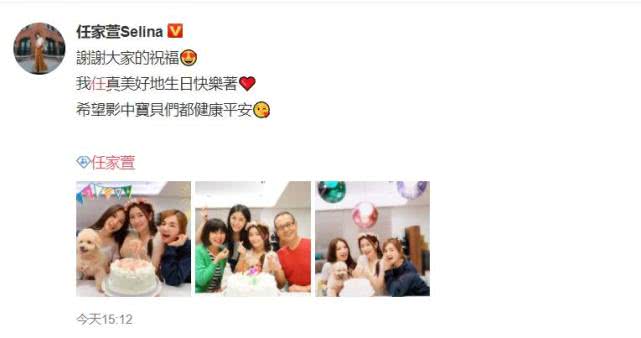 任家萱Selina
謝謝大家的祝福😍
我任真美好地生日快樂著❤️
希望影中寶貝們都健康平安😘
任家萱
今天15:12